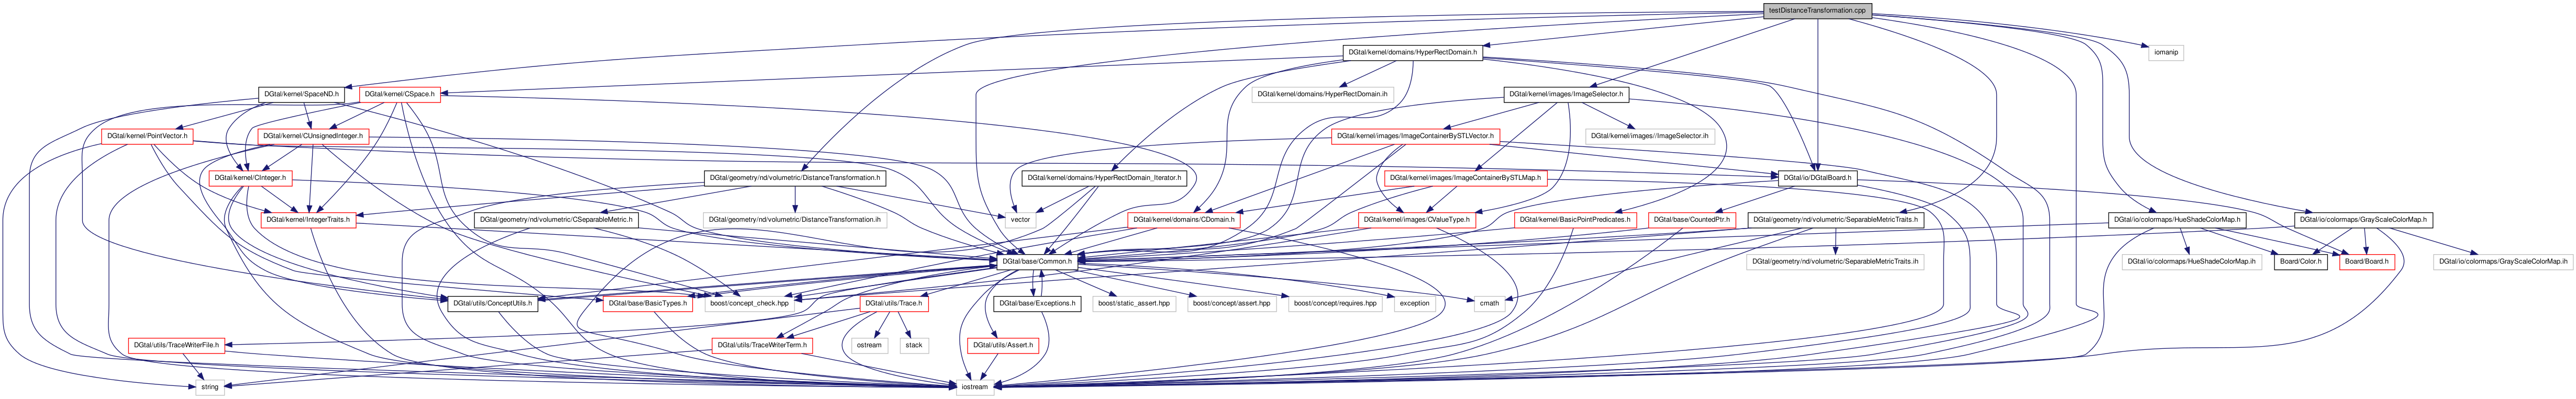 testDistanceTransformation.cpp
DGtal/kernel/domains/HyperRectDomain.h
iomanip
DGtal/kernel/SpaceND.h
DGtal/kernel/CSpace.h
DGtal/kernel/domains/HyperRectDomain.ih
DGtal/kernel/images/ImageSelector.h
DGtal/kernel/PointVector.h
DGtal/kernel/CUnsignedInteger.h
DGtal/kernel/images/ImageContainerBySTLVector.h
DGtal/kernel/images//ImageSelector.ih
DGtal/kernel/CInteger.h
DGtal/geometry/nd/volumetric/DistanceTransformation.h
DGtal/kernel/domains/HyperRectDomain_Iterator.h
DGtal/kernel/images/ImageContainerBySTLMap.h
DGtal/io/DGtalBoard.h
DGtal/kernel/IntegerTraits.h
DGtal/geometry/nd/volumetric/CSeparableMetric.h
DGtal/geometry/nd/volumetric/DistanceTransformation.ih
vector
DGtal/kernel/domains/CDomain.h
DGtal/kernel/images/CValueType.h
DGtal/kernel/BasicPointPredicates.h
DGtal/base/CountedPtr.h
DGtal/geometry/nd/volumetric/SeparableMetricTraits.h
DGtal/io/colormaps/HueShadeColorMap.h
DGtal/io/colormaps/GrayScaleColorMap.h
DGtal/base/Common.h
DGtal/geometry/nd/volumetric/SeparableMetricTraits.ih
DGtal/io/colormaps/HueShadeColorMap.ih
Board/Color.h
Board/Board.h
DGtal/io/colormaps/GrayScaleColorMap.ih
DGtal/utils/ConceptUtils.h
DGtal/base/BasicTypes.h
boost/concept_check.hpp
DGtal/utils/Trace.h
DGtal/base/Exceptions.h
boost/static_assert.hpp
boost/concept/assert.hpp
boost/concept/requires.hpp
exception
cmath
DGtal/utils/TraceWriterFile.h
DGtal/utils/TraceWriterTerm.h
ostream
stack
DGtal/utils/Assert.h
string
iostream